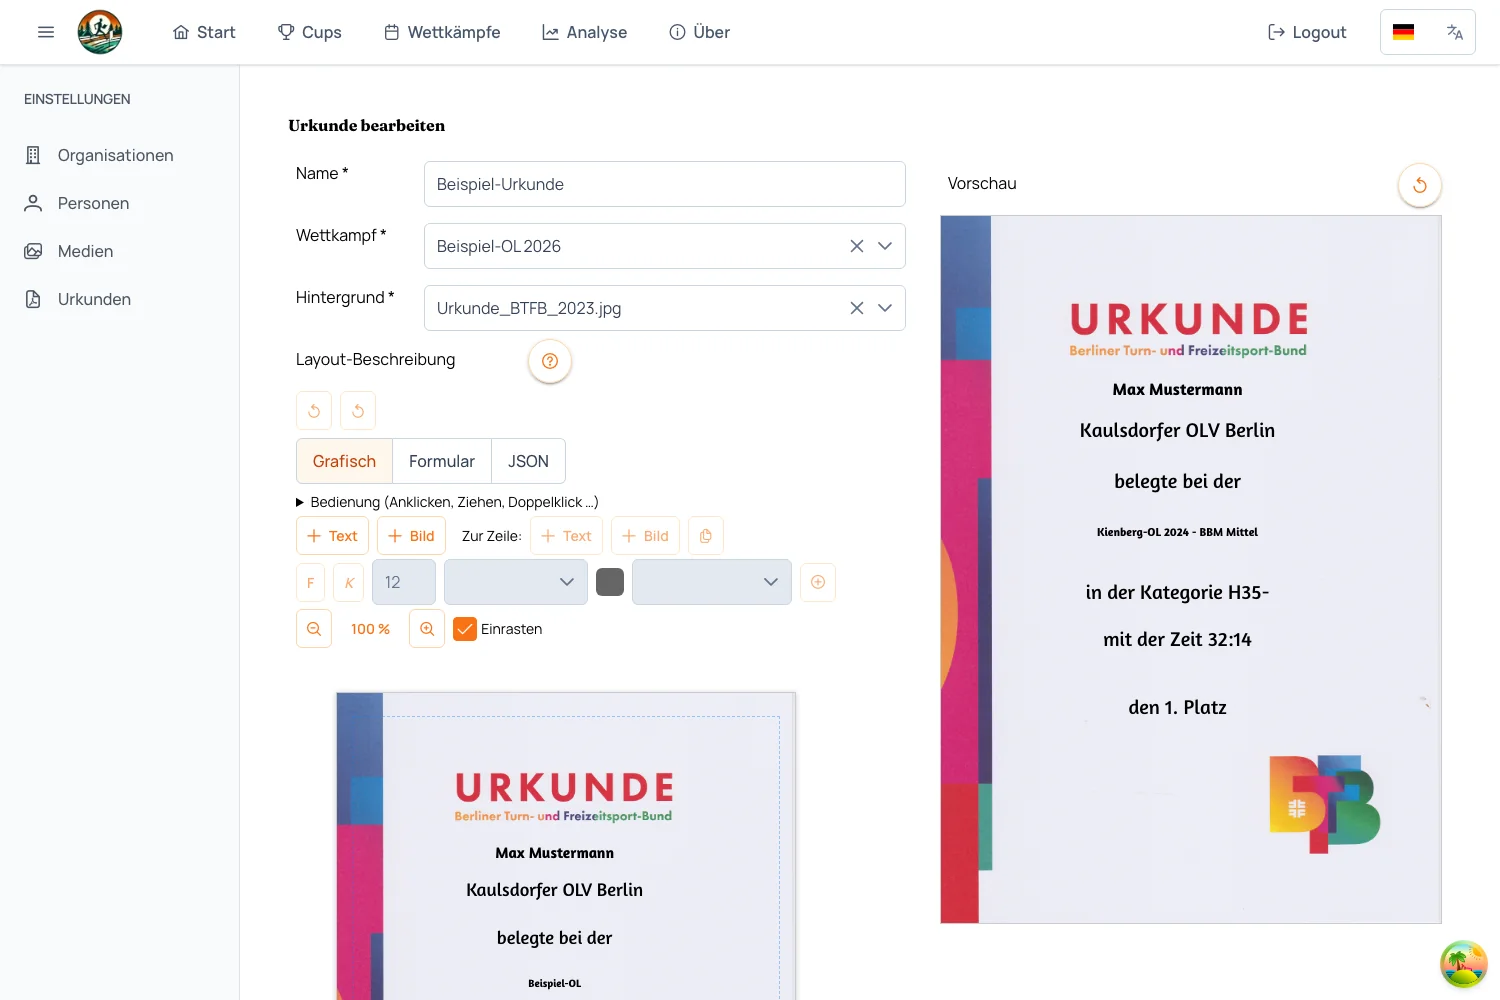 Start
Cups
Wettkämpfe
Analyse
Über
Logout
EINSTELLUNGEN
Organisationen
Personen
Medien
Urkunden
Urkunde bearbeiten
Name *
Beispiel-Urkunde
Wettkampf *
Beispiel-OL 2026
Hintergrund *
Urkunde_BTFB_2023.jpg
Layout-Beschreibung
Grafisch
Formular
JSON
Bedienung (Anklicken, Ziehen, Doppelklick ...)
Text
Bild
Zur Zeile:
Text
Bild
F
K
12
100 %
Einrasten
URKUNDE
Berliner Turn- und Freizeitsport-Bund
Max Mustermann
Kaulsdorfer OLV Berlin
belegte bei der
Beispiel-OL
Vorschau
URKUNDE
Berliner Turn- und Freizeitsport-Bund
Max Mustermann
Kaulsdorfer OLV Berlin
belegte bei der
Kienberg-OL 2024 - BBM Mittel
in der Kategorie H35-
mit der Zeit 32:14
den 1. Platz
BTB